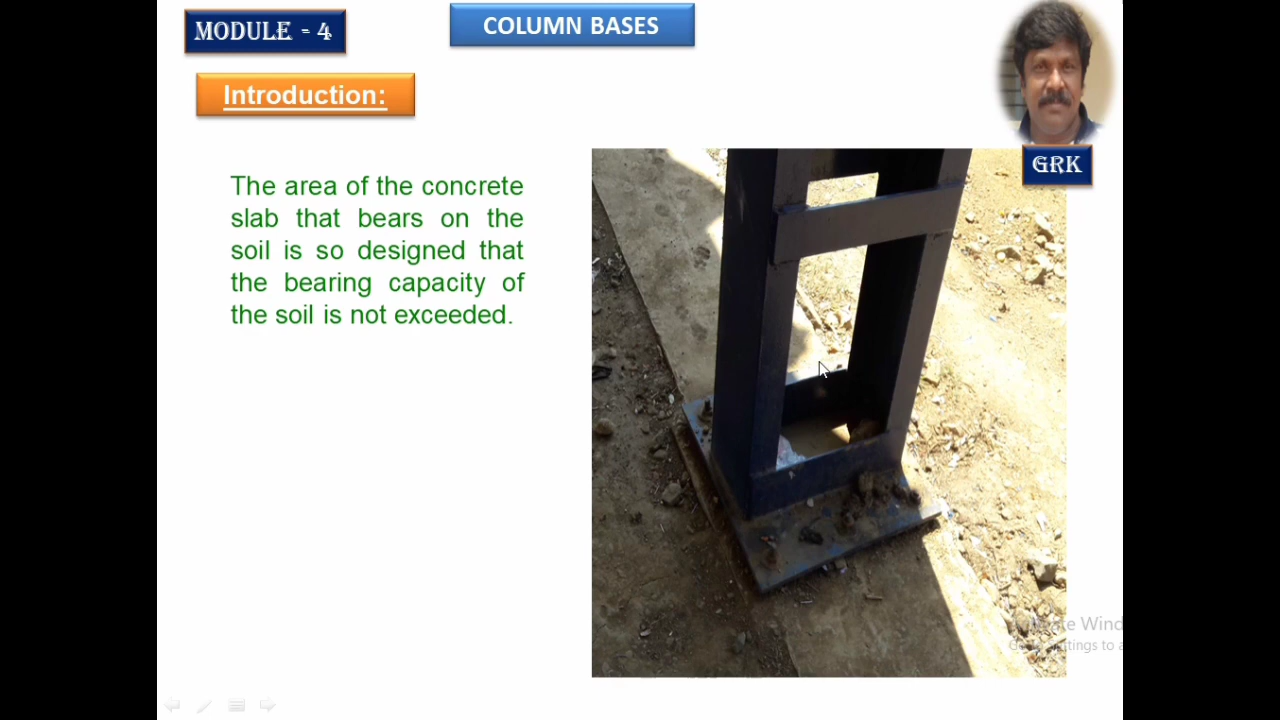 MODULE - 4
COLUMN BASES
Introduction:
GRK
The area of the concrete
slab that bears on the
soil is so designed that
the bearing capacity of
the soil is not exceeded.